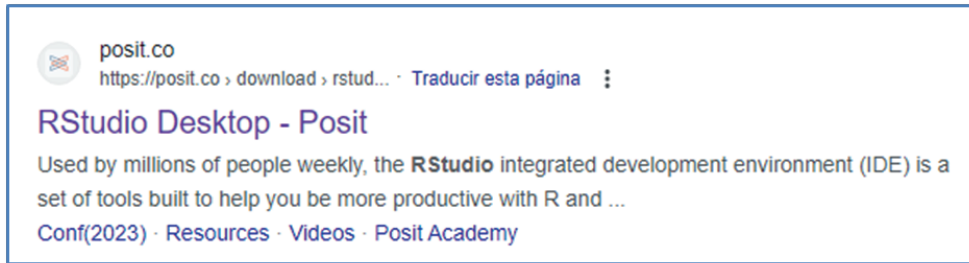 posit.co
https://posit.co › download › rstud... · Traducir esta página
RStudio Desktop - Posit
Used by millions of people weekly, the RStudio integrated development environment (IDE) is a
set of tools built to help you be more productive with R and ...
Conf(2023) · Resources · Videos · Posit Academy